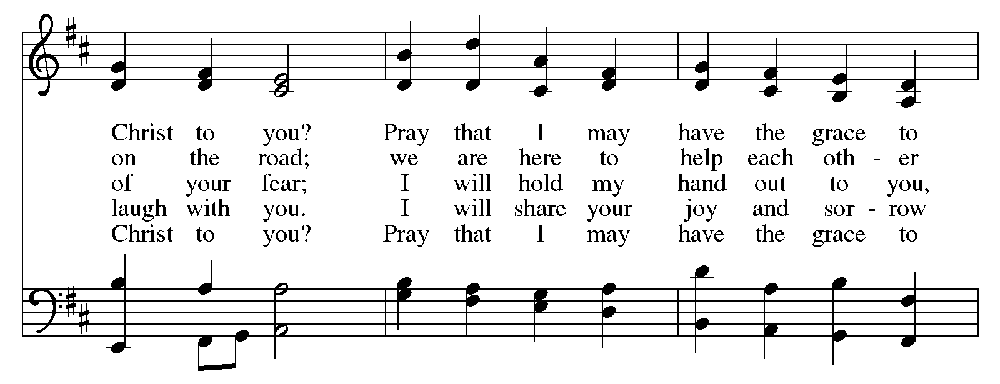 Christ to you? Pray that I may have the grace to
on the road; we are here to help each oth - er
of your fear; I will hold my hand out to you,
laugh with you. I will share your joy and sor - row
Christ to you? Pray that I may have the grace to